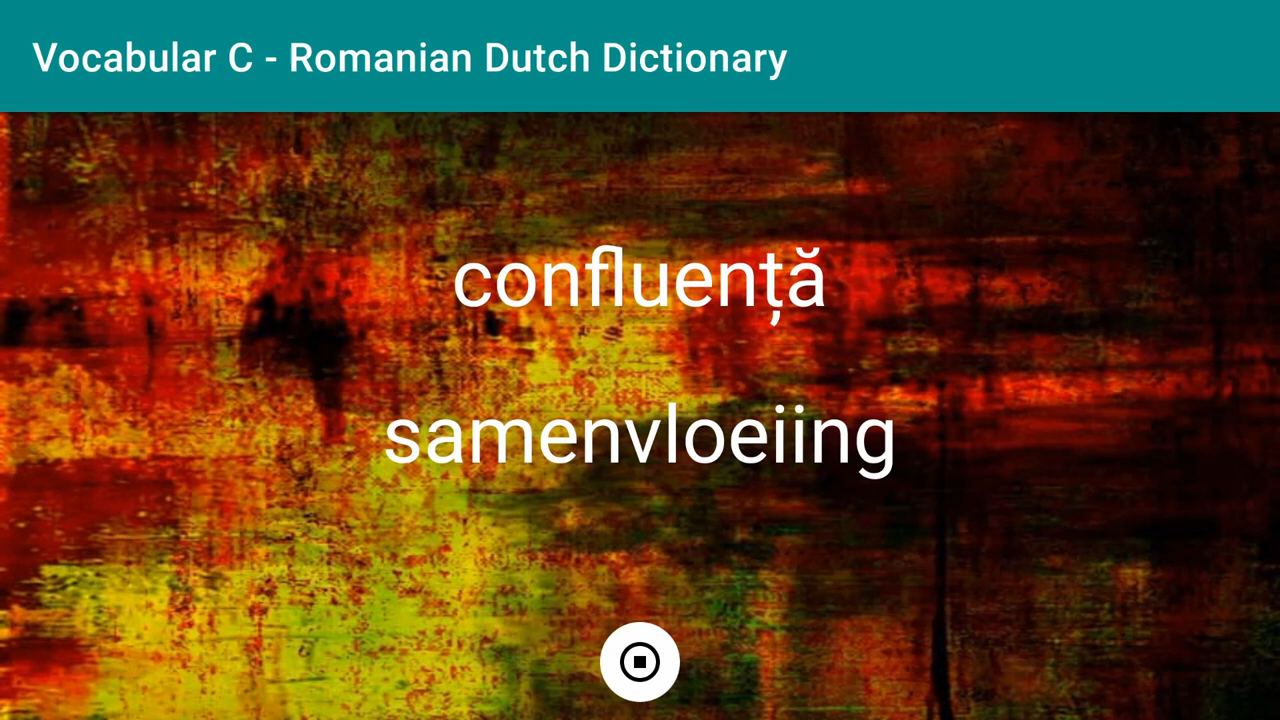 Vocabular C - Romanian Dutch Dictionary
confluență
samenvloeiing